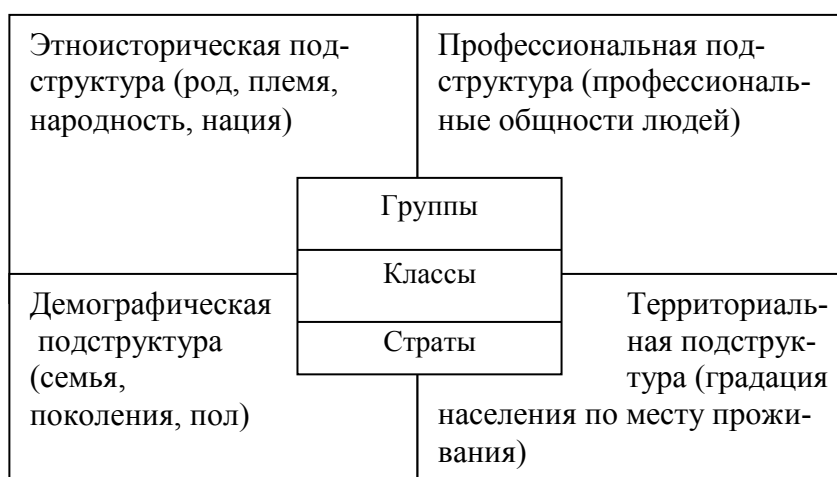 Этноисторическая под-
структура (род, племя,
народность, нация)
Профессиональная под-
структура (профессиональ-
ные общности людей)
Группы
Классы
Страты
Демографическая
подструктура
(семья,
поколения, пол)
Территориаль-
ная подструк-
тура (градация
населения по месту прожи-
вания)